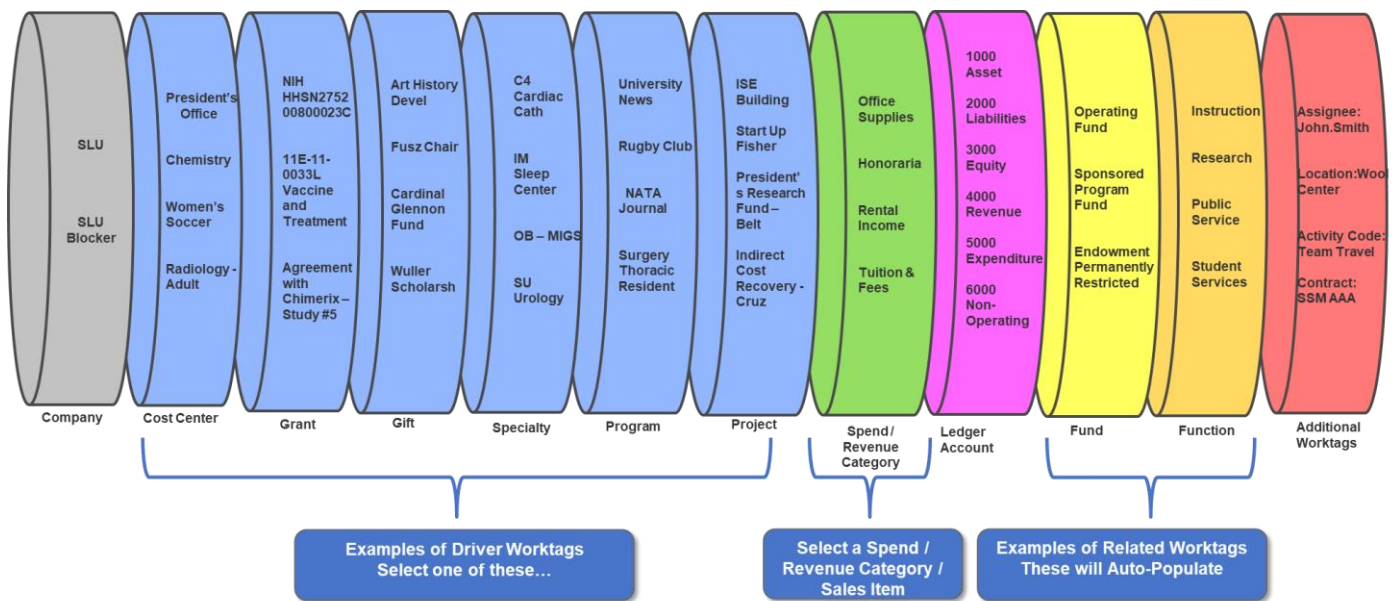 SLU
SLU
Blocker
Company
President's
Office
Chemistry
Women's
Soccer
Radiology -
Adult
Cost Center
NIH
HHSN2752
00800023C
11E-11-
0033L
Vaccine
and
Treatment
Agreement
with
Chimerix –
Study #5
Grant
Art History
Devel
Fusz Chair
Cardinal
Glennon
Fund
Wuller
Scholarsh
Gift
C4
Cardiac
Cath
IM
Sleep
Center
OB – MIGS
SU
Urology
Specialty
University
News
Rugby Club
NATA
Journal
Surgery
Thoracic
Resident
Program
ISE
Building
Start Up
Fisher
President'
s Research
Fund –
Belt
Indirect
Cost
Recovery -
Cruz
Project
Office
Supplies
Honoraria
Rental
Income
Tuition &
Fees
Spend /
Revenue
Category
1000
Asset
2000
Liabilities
3000
Equity
4000
Revenue
5000
Expenditure
6000
Non-
Operating
Ledger
Account
Operating
Fund
Sponsored
Program
Fund
Endowment
Permanently
Restricted
Fund
Instruction
Research
Public
Service
Student
Services
Function
Assignee:
John.Smith
Location:Wool
Center
Activity Code:
Team Travel
Contract:
SSM AAA
Additional
Worktags
Examples of Driver Worktags
Select one of these…
Select a Spend /
Revenue Category /
Sales Item
Examples of Related Worktags
These will Auto-Populate